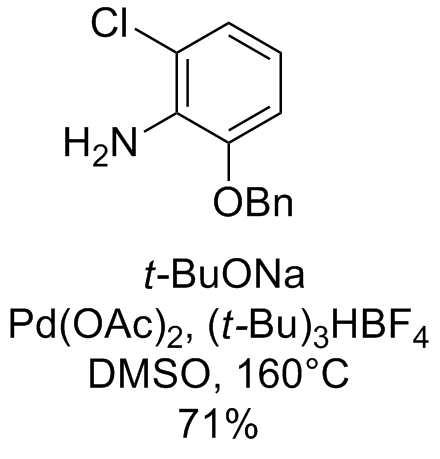 Cl
H₂N
OBn
t-BuONa
Pd(OAc)₂, (t-Bu)₃HBF₄
DMSO, 160°C
71%